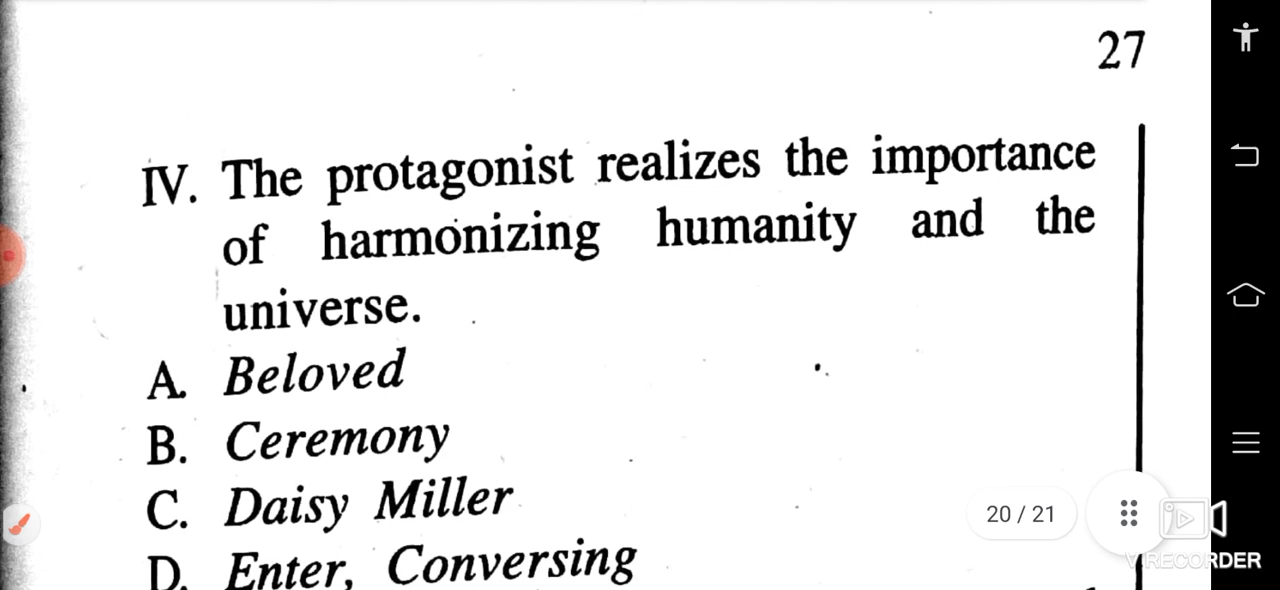 27
IV. The protagonist realizes the importance
of harmonizing humanity and the
universe.
A. Beloved
B. Ceremony
C. Daisy Miller
D. Enter, Conversing
20 / 21
V RECORDER